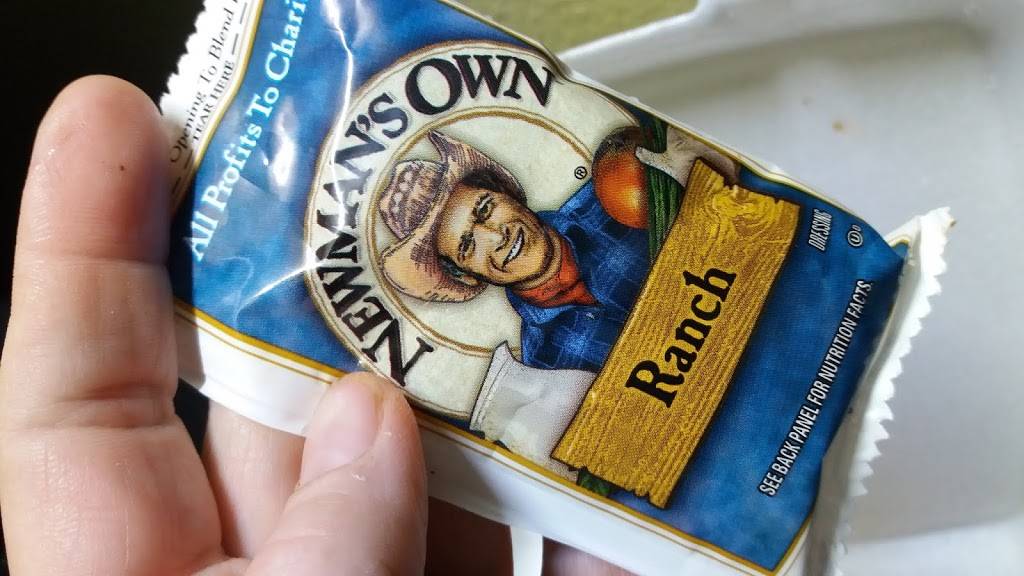 Opening To Blend
TEAR HERE
All Profits To Chari
NEWMAN'S OWN
®
Ranch
DRESSING
SEE BACK PANEL FOR NUTRITION FACTS.